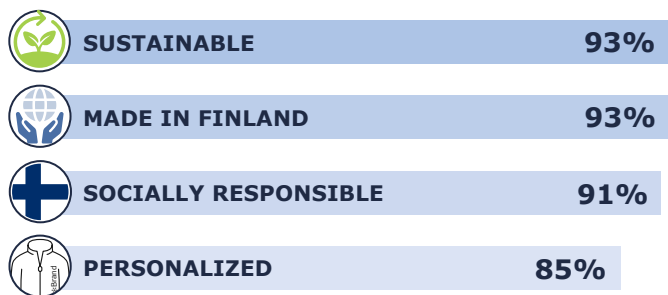 SUSTAINABLE 93%
MADE IN FINLAND 93%
SOCIALLY RESPONSIBLE 91%
PERSONALIZED 85%